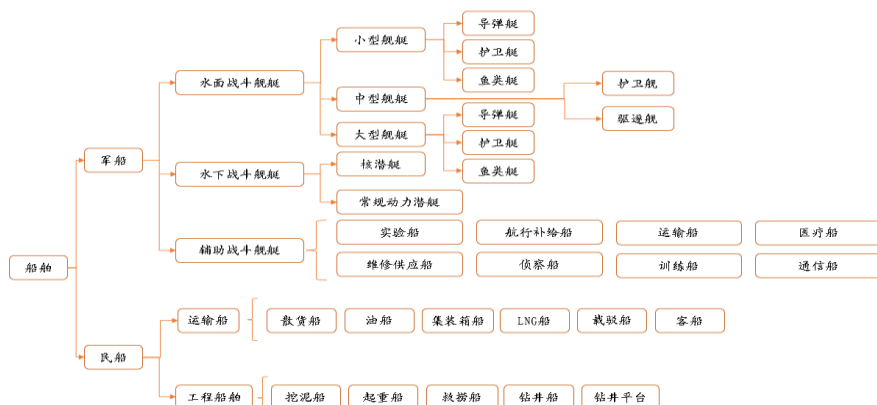 船舶
军船
水面战斗舰艇
小型舰艇
导弹艇
护卫艇
鱼类艇
中型舰艇
护卫舰
驱逐舰
大型舰艇
导弹艇
护卫艇
鱼类艇
水下战斗舰艇
核潜艇
常规动力潜艇
辅助战斗舰艇
实验船
航行补给船
运输船
医疗船
维修供应船
侦察船
训练船
通信船
民船
运输船
散货船
油船
集装箱船
LNG船
载驳船
客船
工程船舶
挖泥船
起重船
救捞船
钻井船
钻井平台